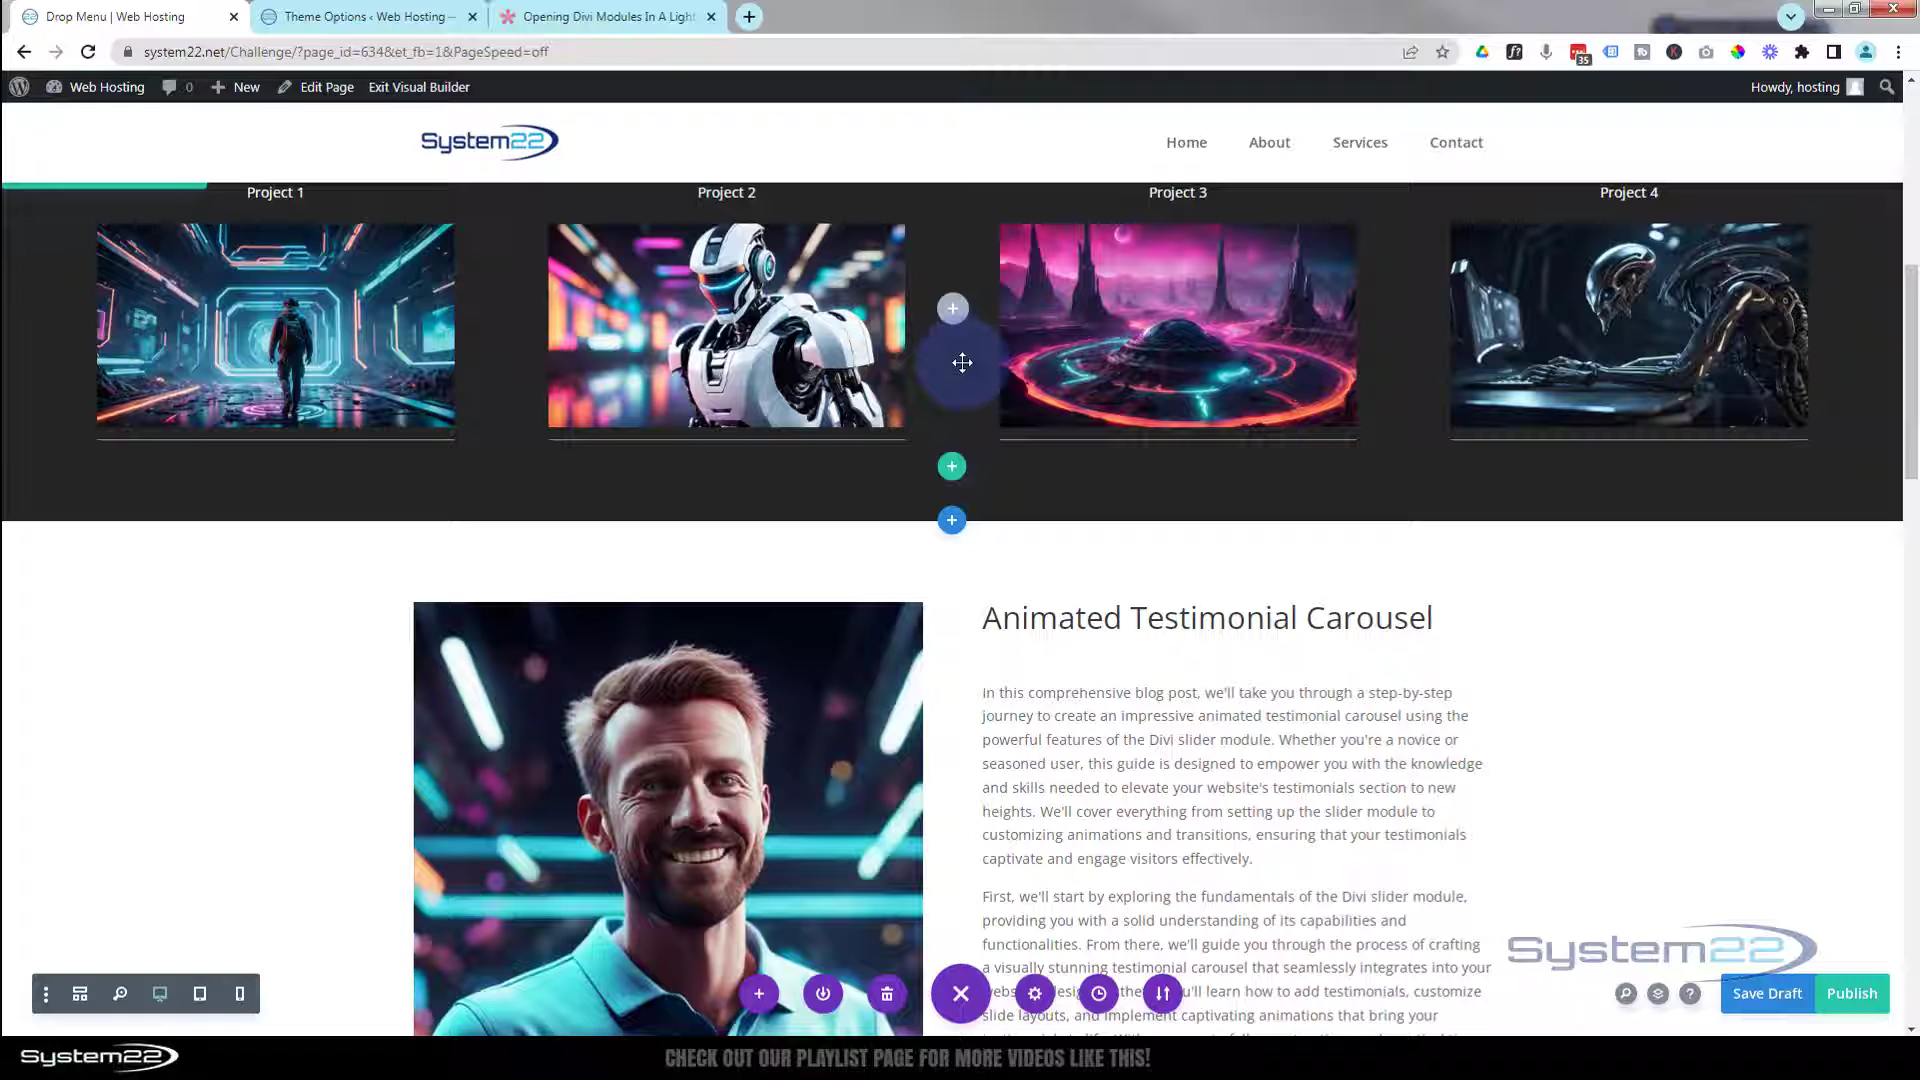 Drop Menu | Web Hosting
Theme Options ‹ Web Hosting —
Opening Divi Modules In A Light
system22.net/Challenge/?page_id=634&et_fb=1&PageSpeed=off
35
Web Hosting
0
New
Edit Page
Exit Visual Builder
Howdy, hosting
System22
Home
About
Services
Contact
Project 1
Project 2
Project 3
Project 4
Animated Testimonial Carousel
In this comprehensive blog post, we'll take you through a step-by-step
journey to create an impressive animated testimonial carousel using the
powerful features of the Divi slider module. Whether you're a novice or
seasoned user, this guide is designed to empower you with the knowledge
and skills needed to elevate your website's testimonials section to new
heights. We'll cover everything from setting up the slider module to
customizing animations and transitions, ensuring that your testimonials
captivate and engage visitors effectively.
First, we'll start by exploring the fundamentals of the Divi slider module,
providing you with a solid understanding of its capabilities and
functionalities. From there, we'll guide you through the process of crafting
a visually stunning testimonial carousel that seamlessly integrates into your
you'll learn how to add testimonials, customize
slide layouts, and implement captivating animations that bring your
System22
Save Draft
Publish
System22
CHECK OUT OUR PLAYLIST PAGE FOR MORE VIDEOS LIKE THIS!